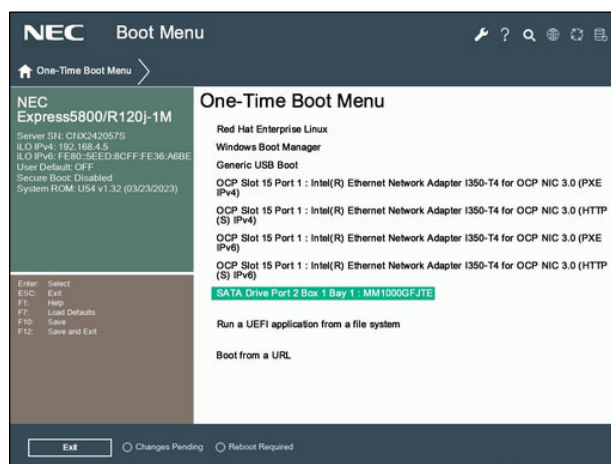 NEC Boot Menu
One-Time Boot Menu
NEC
Express5800/R120j-1M
Server SN: CNX242057S
iLO IPv4: 192.168.4.5
iLO IPv6: FE80::5EED:8CFF:FE36:A6BE
User Default: OFF
Secure Boot: Disabled
System ROM: U54 v1.32 (03/23/2023)
Enter: Select
ESC: Exit
F1: Help
F7: Load Defaults
F10: Save
F12: Save and Exit
One-Time Boot Menu
Red Hat Enterprise Linux
Windows Boot Manager
Generic USB Boot
OCP Slot 15 Port 1 : Intel(R) Ethernet Network Adapter I350-T4 for OCP NIC 3.0 (PXE
IPv4)
OCP Slot 15 Port 1 : Intel(R) Ethernet Network Adapter I350-T4 for OCP NIC 3.0 (HTTP
(S) IPv4)
OCP Slot 15 Port 1 : Intel(R) Ethernet Network Adapter I350-T4 for OCP NIC 3.0 (PXE
IPv6)
OCP Slot 15 Port 1 : Intel(R) Ethernet Network Adapter I350-T4 for OCP NIC 3.0 (HTTP
(S) IPv6)
SATA Drive Port 2 Box 1 Bay 1 : MM1000GFJTE
Run a UEFI application from a file system
Boot from a URL
Exit Changes Pending Reboot Required